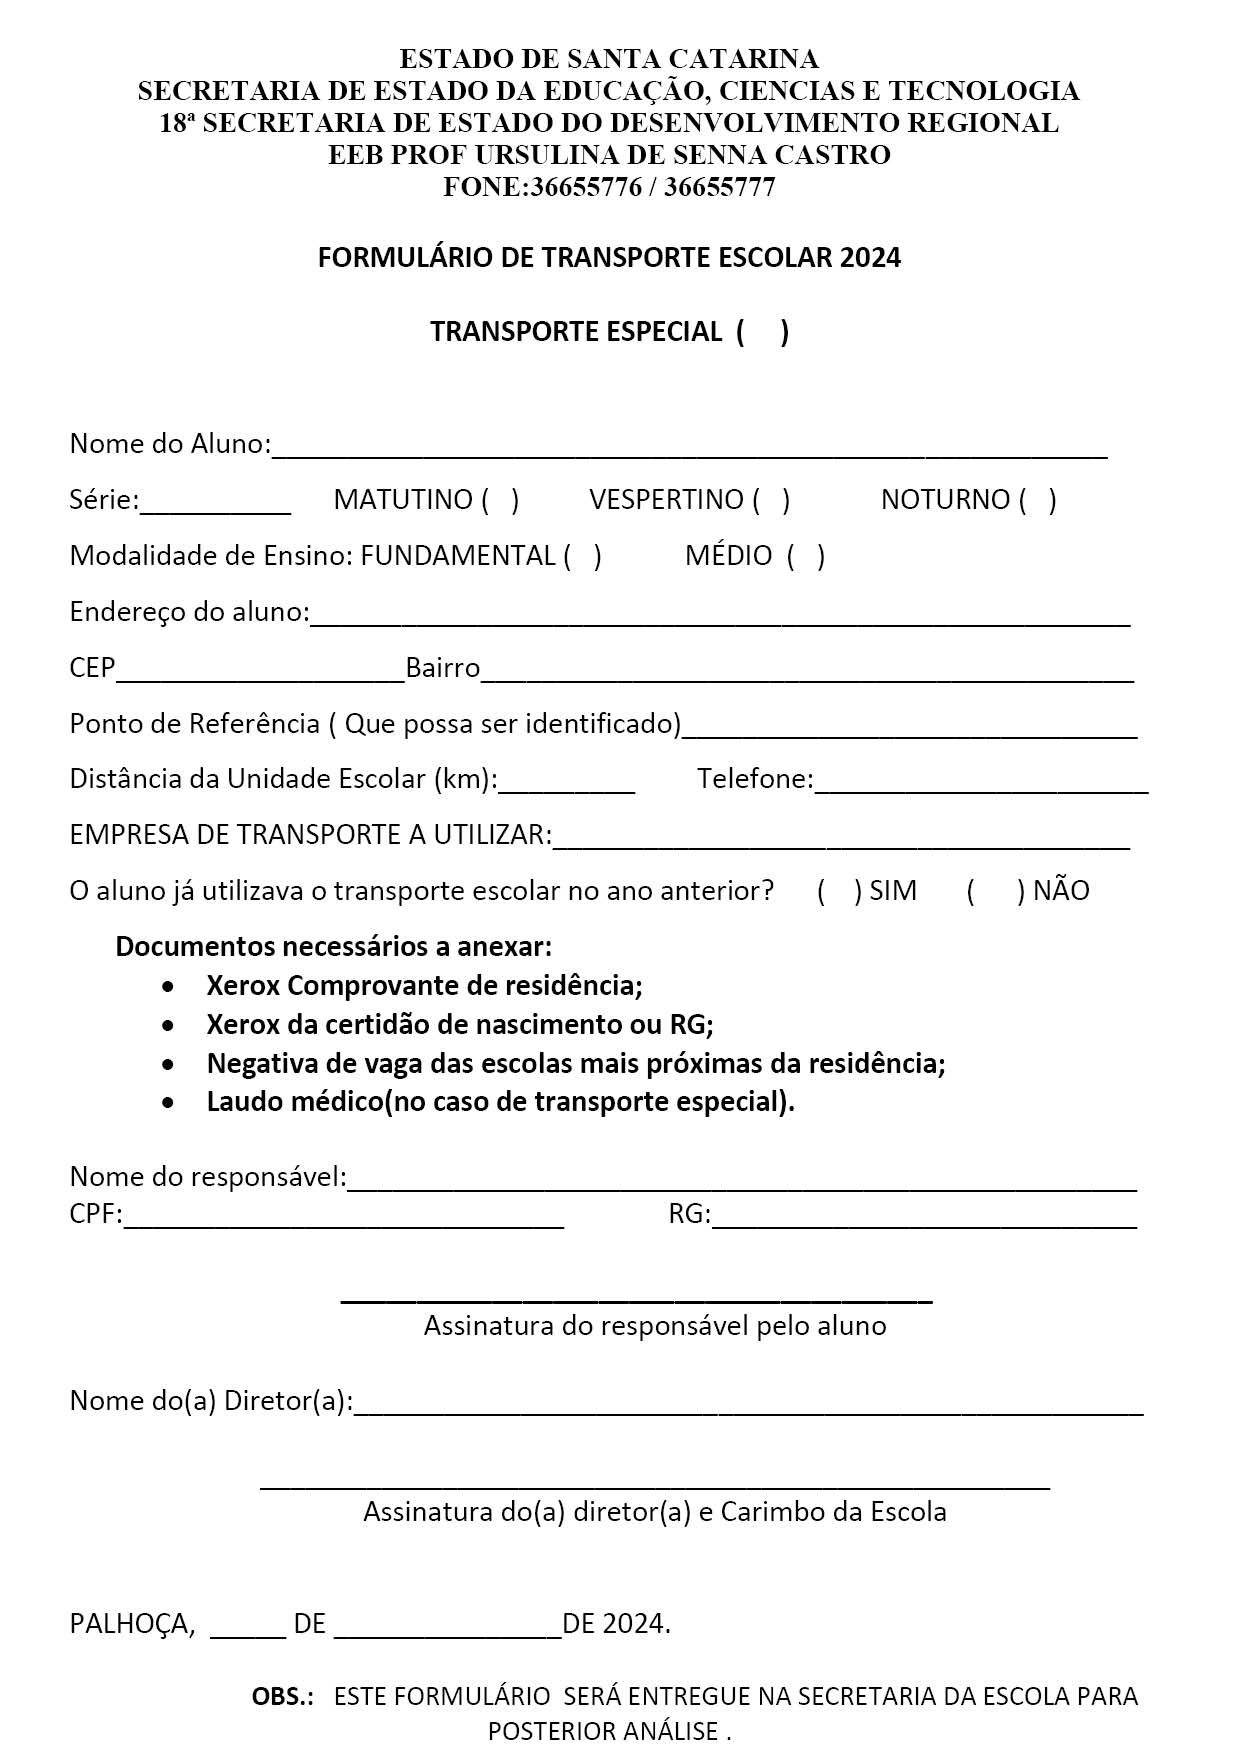 ESTADO DE SANTA CATARINA
SECRETARIA DE ESTADO DA EDUCAÇÃO, CIENCIAS E TECNOLOGIA
18ª SECRETARIA DE ESTADO DO DESENVOLVIMENTO REGIONAL
EEB PROF URSULINA DE SENNA CASTRO
FONE:36655776 / 36655777
FORMULÁRIO DE TRANSPORTE ESCOLAR 2024
TRANSPORTE ESPECIAL (    )
Nome do Aluno:_______________________________________________________
Série:__________ MATUTINO (  ) VESPERTINO (  ) NOTURNO (  )
Modalidade de Ensino: FUNDAMENTAL (  ) MÉDIO (  )
Endereço do aluno:______________________________________________________
CEP___________________Bairro___________________________________________
Ponto de Referência ( Que possa ser identificado)______________________________
Distância da Unidade Escolar (km):_________ Telefone:______________________
EMPRESA DE TRANSPORTE A UTILIZAR:______________________________________
O aluno já utilizava o transporte escolar no ano anterior? (   ) SIM (     ) NÃO
Documentos necessários a anexar:
• Xerox Comprovante de residência;
• Xerox da certidão de nascimento ou RG;
• Negativa de vaga das escolas mais próximas da residência;
• Laudo médico(no caso de transporte especial).
Nome do responsável:____________________________________________________
CPF:_____________________________ RG:____________________________
_______________________________________
Assinatura do responsável pelo aluno
Nome do(a) Diretor(a):____________________________________________________
____________________________________________________
Assinatura do(a) diretor(a) e Carimbo da Escola
PALHOÇA, _____ DE _______________DE 2024.
OBS.: ESTE FORMULÁRIO SERÁ ENTREGUE NA SECRETARIA DA ESCOLA PARA
POSTERIOR ANÁLISE .